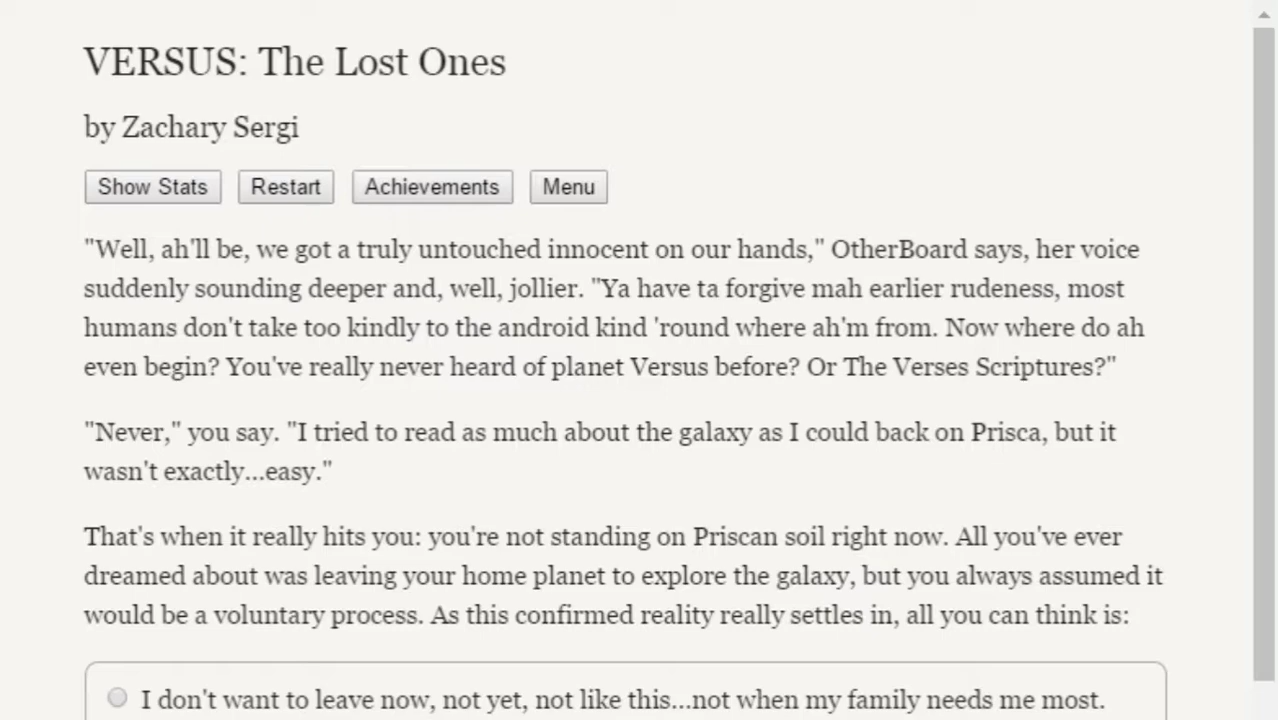 VERSUS: The Lost Ones
by Zachary Sergi
Show Stats Restart Achievements Menu
"Well, ah'll be, we got a truly untouched innocent on our hands," OtherBoard says, her voice
suddenly sounding deeper and, well, jollier. "Ya have ta forgive mah earlier rudeness, most
humans don't take too kindly to the android kind 'round where ah'm from. Now where do ah
even begin? You've really never heard of planet Versus before? Or The Verses Scriptures?"
"Never," you say. "I tried to read as much about the galaxy as I could back on Prisca, but it
wasn't exactly...easy."
That's when it really hits you: you're not standing on Priscan soil right now. All you've ever
dreamed about was leaving your home planet to explore the galaxy, but you always assumed it
would be a voluntary process. As this confirmed reality really settles in, all you can think is:
I don't want to leave now, not yet, not like this...not when my family needs me most.